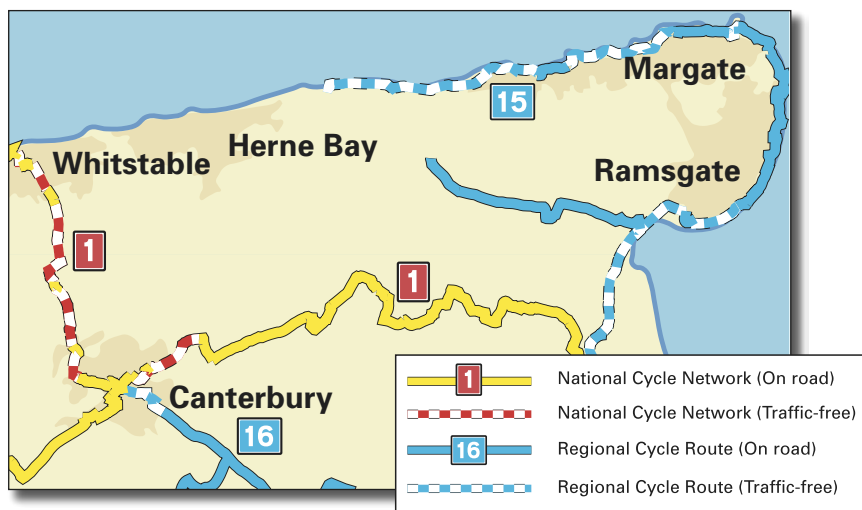 Margate
15
Herne Bay
Whitstable
Ramsgate
1
1
Canterbury
16
1 National Cycle Network (On road)
National Cycle Network (Traffic-free)
16 Regional Cycle Route (On road)
Regional Cycle Route (Traffic-free)